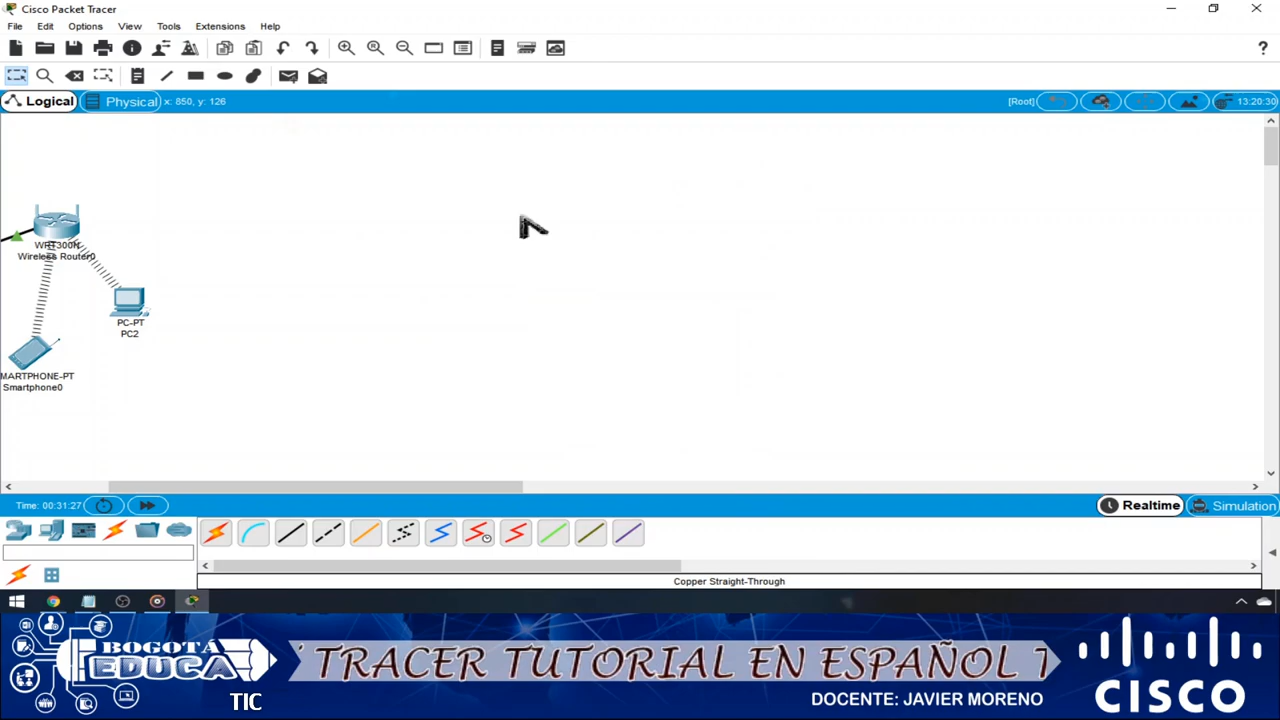 Cisco Packet Tracer
File Edit Options View Tools Extensions Help
?
Logical Physical x: 850, y: 126 [Root] 13:20:30
WRT300N
Wireless Router0
PC-PT
PC2
MARTPHONE-PT
Smartphone0
Time: 00:31:27 Realtime Simulation
Copper Straight-Through
BOGOTÁ
EDUCA
TIC
TRACER TUTORIAL EN ESPAÑOL T
DOCENTE: JAVIER MORENO
CISCO